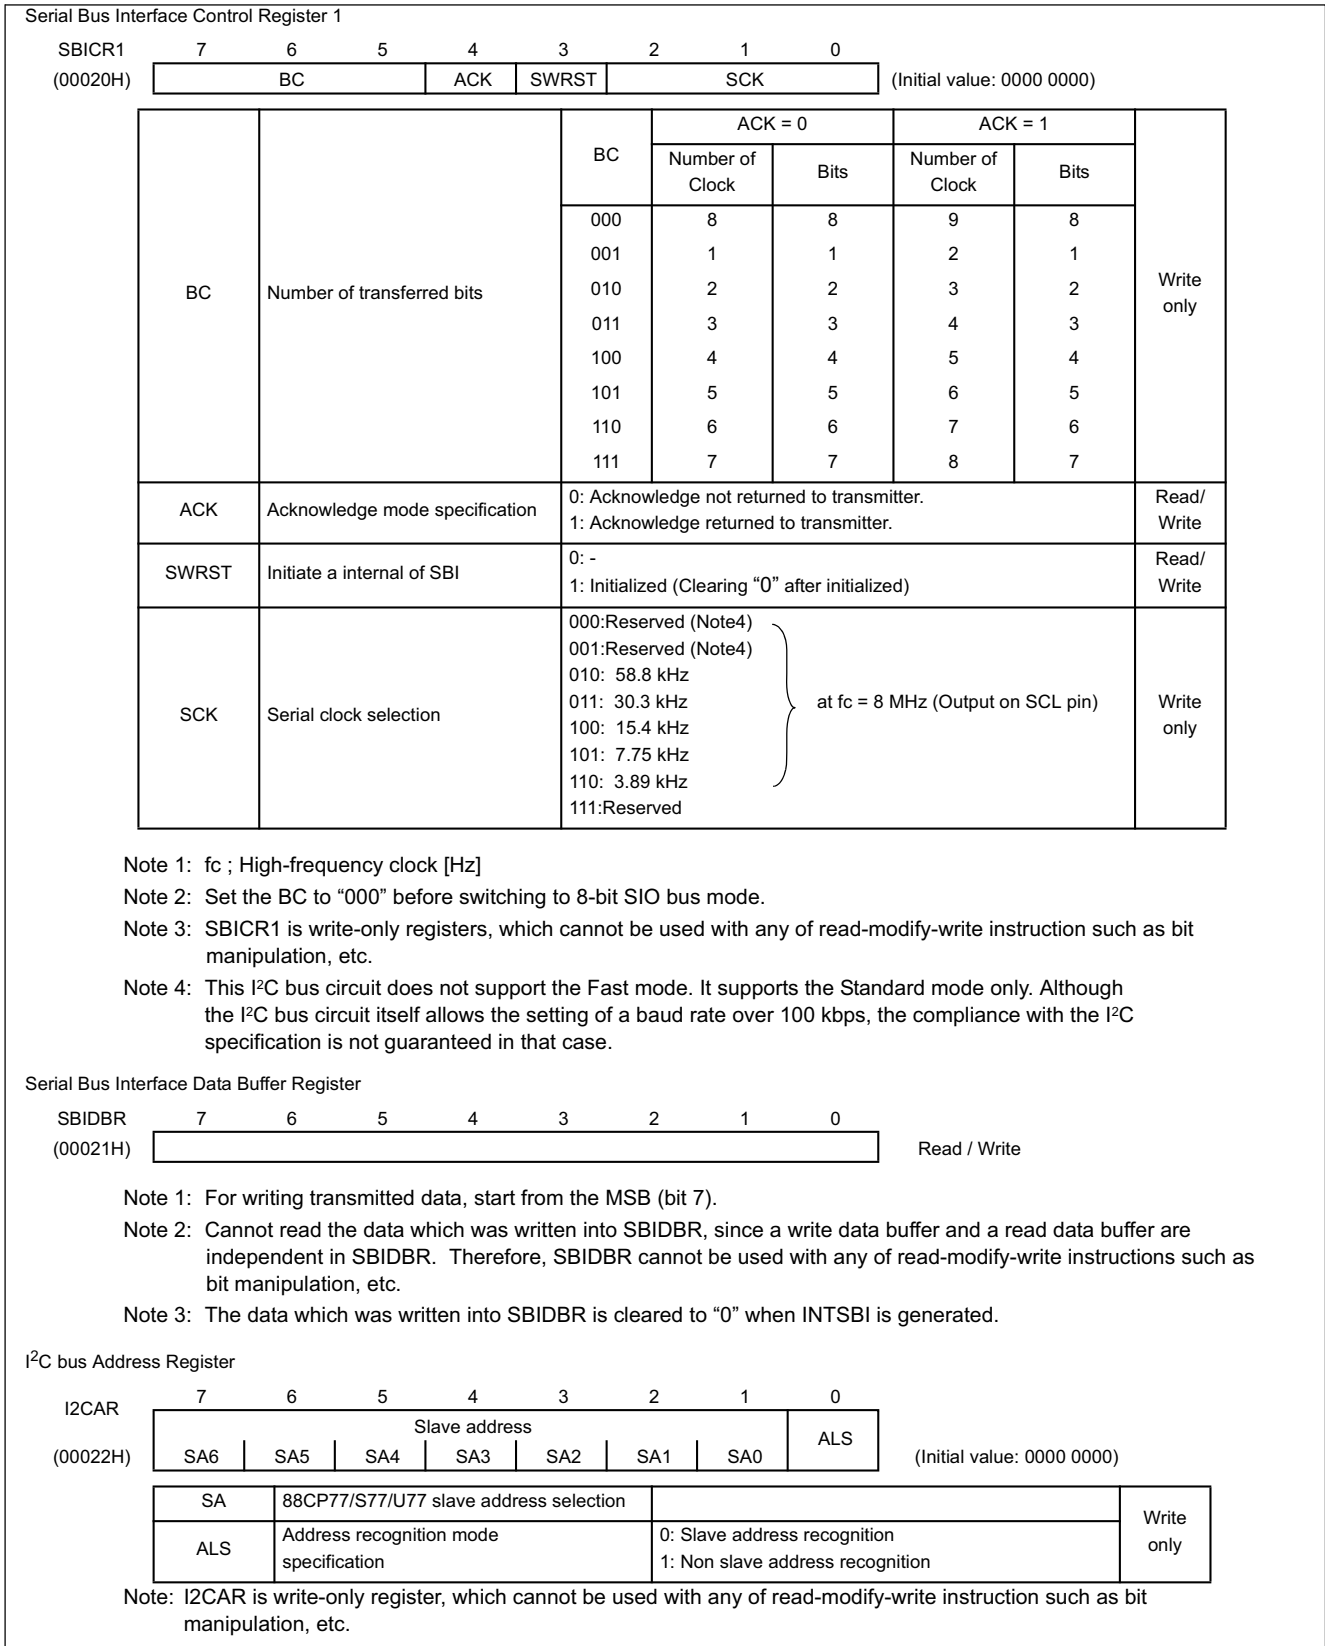 Serial Bus Interface Control Register 1
SBICR1 7 6 5 4 3 2 1 0
(00020H) BC ACK SWRST SCK (Initial value: 0000 0000)
ACK = 0 ACK = 1
BC Number of Clock Bits Number of Clock Bits
000 8 8 9 8
001 1 1 2 1
BC Number of transferred bits 010 2 2 3 2 Write only
011 3 3 4 3
100 4 4 5 4
101 5 5 6 5
110 6 6 7 6
111 7 7 8 7
ACK Acknowledge mode specification 0: Acknowledge not returned to transmitter. Read/
1: Acknowledge returned to transmitter. Write
SWRST Initiate a internal of SBI 0: - Read/
1: Initialized (Clearing “0” after initialized) Write
000:Reserved (Note4)
001:Reserved (Note4)
010: 58.8 kHz
SCK Serial clock selection 011: 30.3 kHz at fc = 8 MHz (Output on SCL pin) Write
100: 15.4 kHz only
101: 7.75 kHz
110: 3.89 kHz
111:Reserved
Note 1: fc ; High-frequency clock [Hz]
Note 2: Set the BC to “000” before switching to 8-bit SIO bus mode.
Note 3: SBICR1 is write-only registers, which cannot be used with any of read-modify-write instruction such as bit
manipulation, etc.
Note 4: This I²C bus circuit does not support the Fast mode. It supports the Standard mode only. Although
the I²C bus circuit itself allows the setting of a baud rate over 100 kbps, the compliance with the I²C
specification is not guaranteed in that case.
Serial Bus Interface Data Buffer Register
SBIDBR 7 6 5 4 3 2 1 0
(00021H) Read / Write
Note 1: For writing transmitted data, start from the MSB (bit 7).
Note 2: Cannot read the data which was written into SBIDBR, since a write data buffer and a read data buffer are
independent in SBIDBR. Therefore, SBIDBR cannot be used with any of read-modify-write instructions such as
bit manipulation, etc.
Note 3: The data which was written into SBIDBR is cleared to “0” when INTSBI is generated.
I²C bus Address Register
I2CAR 7 6 5 4 3 2 1 0
Slave address ALS
(00022H) SA6 SA5 SA4 SA3 SA2 SA1 SA0 (Initial value: 0000 0000)
SA 88CP77/S77/U77 slave address selection Write
ALS Address recognition mode 0: Slave address recognition only
specification 1: Non slave address recognition
Note: I2CAR is write-only register, which cannot be used with any of read-modify-write instruction such as bit
manipulation, etc.